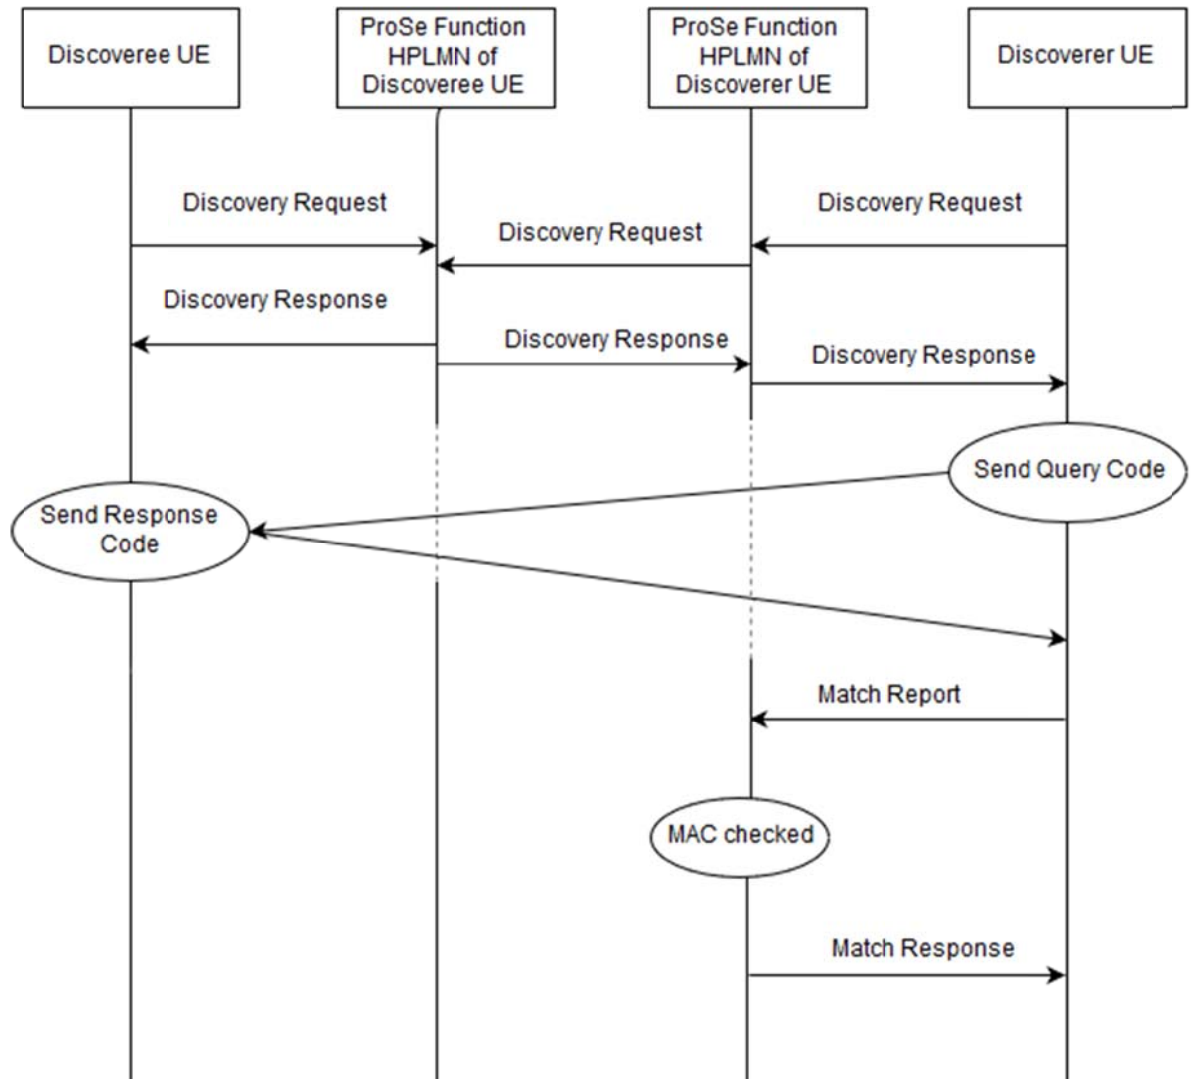 Discoveree UE
ProSe Function
HPLMN of
Discoveree UE
ProSe Function
HPLMN of
Discoverer UE
Discoverer UE
Discovery Request
Discovery Request
Discovery Request
Discovery Response
Discovery Response
Discovery Response
Send Query Code
Send Response
Code
Match Report
MAC checked
Match Response